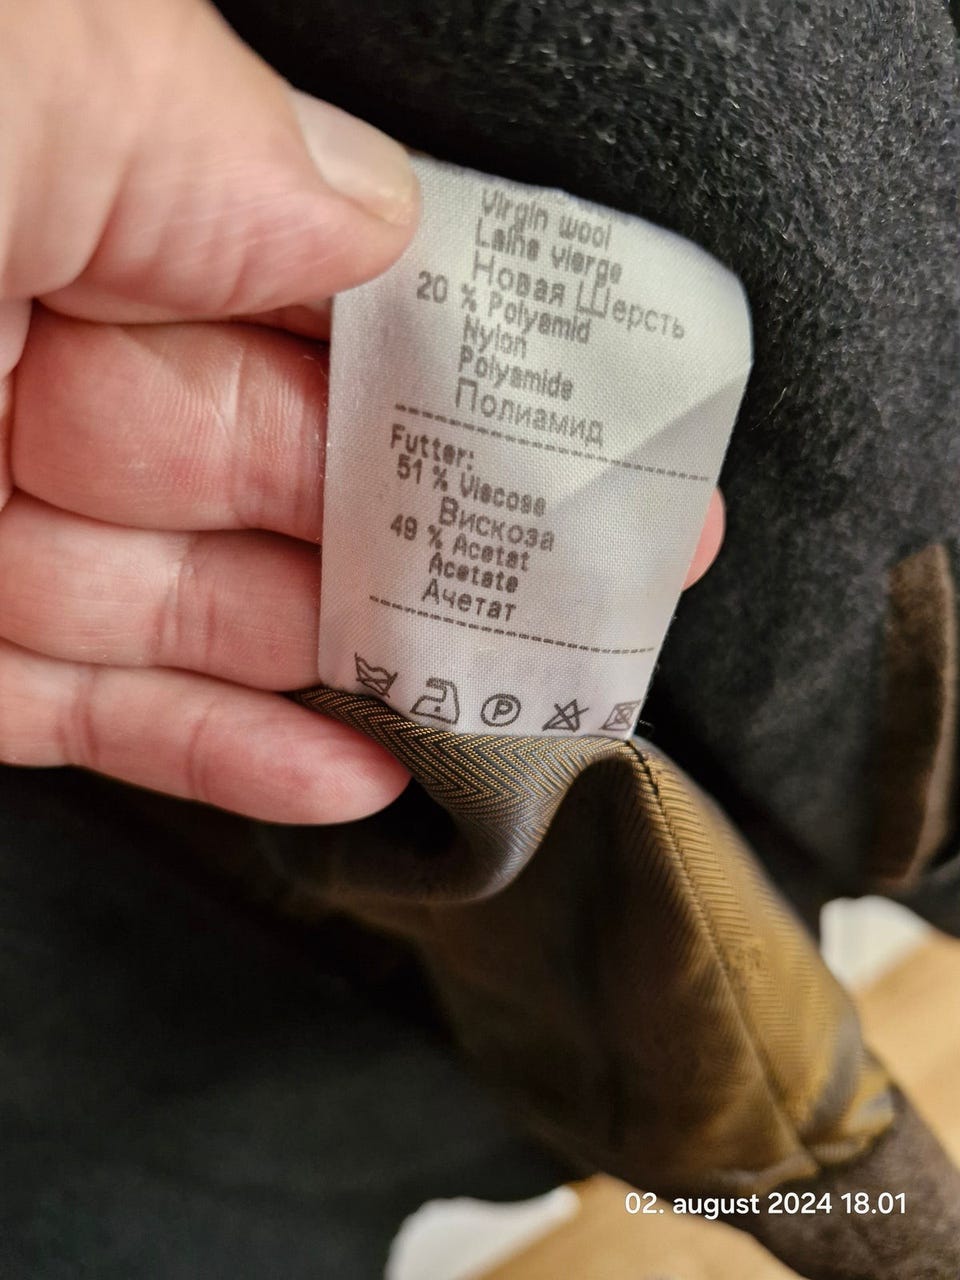 Virgin wool
Laine vierge
Новая Шерсть
20 % Polyamid
Nylon
Polyamide
Полиамид
Futter:
51 % Viscose
Вискоза
49 % Acetat
Acetate
Ачетат
P
02. august 2024 18.01